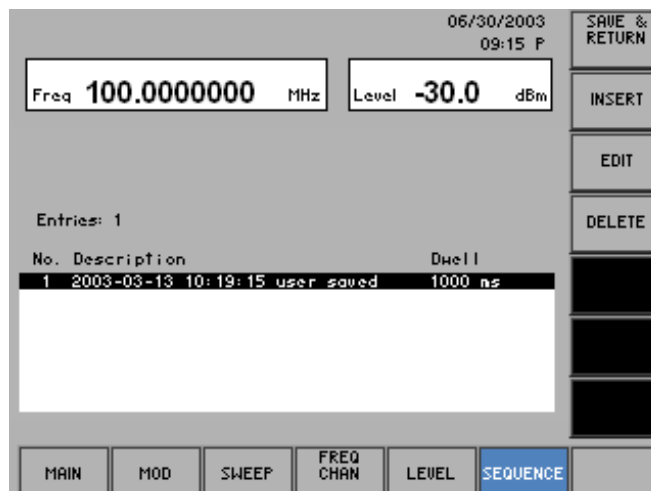 06/30/2003
09:15 P
Freq 100.0000000 MHz
Level -30.0 dBm
Entries: 1
No. Description Dwell
1 2003-03-13 10:19:15 user saved 1000 ms
SAVE & RETURN
INSERT
EDIT
DELETE
MAIN
MOD
SWEEP
FREQ CHAN
LEVEL
SEQUENCE